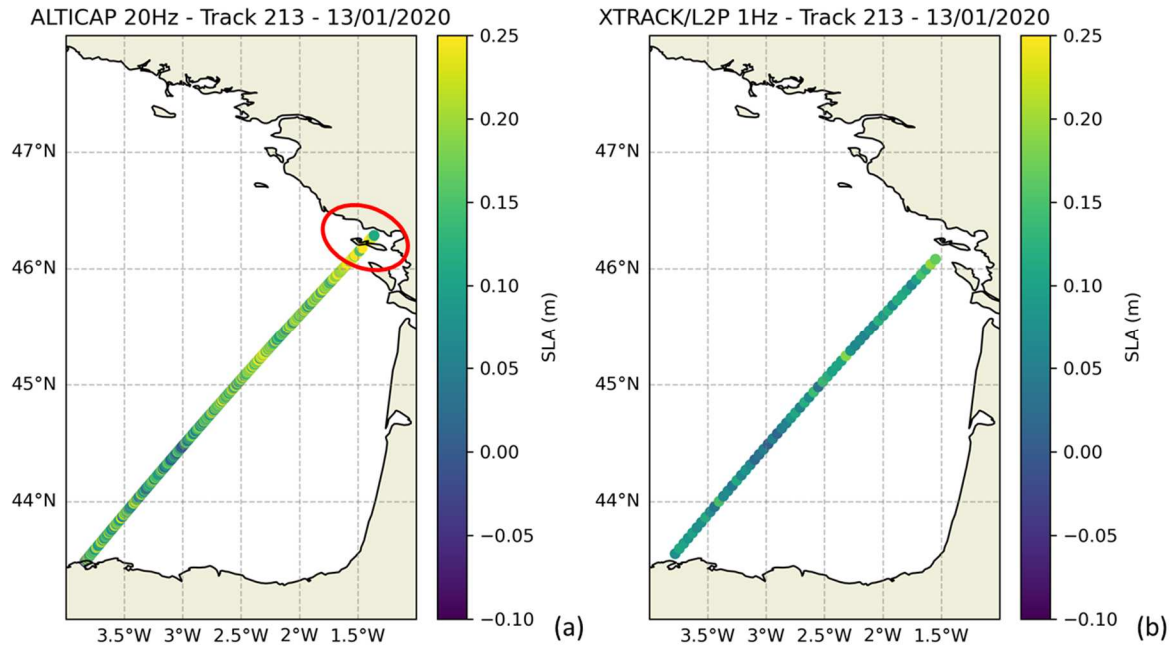 ALTICAP 20Hz - Track 213 - 13/01/2020
47°N
46°N
45°N
44°N
3.5°W 3°W 2.5°W 2°W 1.5°W
0.25
0.20
0.15
0.10
0.05
0.00
−0.05
−0.10
SLA (m)
(a)
XTRACK/L2P 1Hz - Track 213 - 13/01/2020
47°N
46°N
45°N
44°N
3.5°W 3°W 2.5°W 2°W 1.5°W
0.25
0.20
0.15
0.10
0.05
0.00
−0.05
−0.10
SLA (m)
(b)